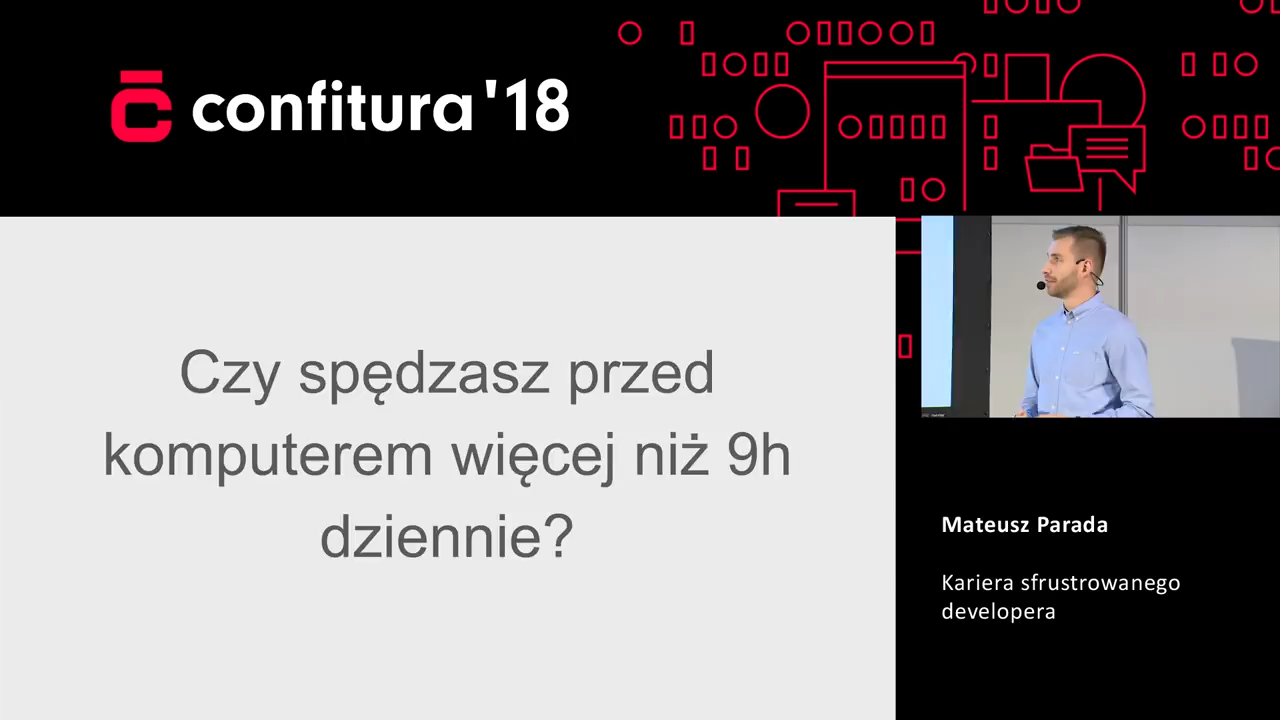 confitura '18
Czy spędzasz przed
komputerem więcej niż 9h
dziennie?
Mateusz Parada
Kariera sfrustrowanego
developera